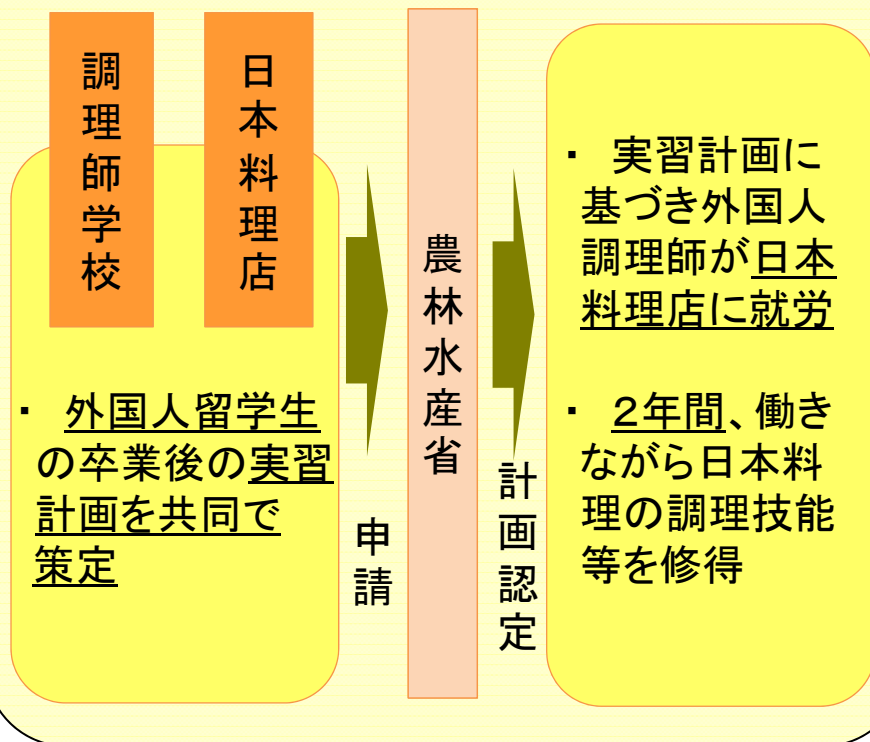 調理師学校
日本料理店
・ 外国人留学生
の卒業後の実習
計画を共同で
策定
申請
農林水産省
計画認定
・ 実習計画に
基づき外国人
調理師が日本
料理店に就労
・ 2年間、働き
ながら日本料
理の調理技能
等を修得